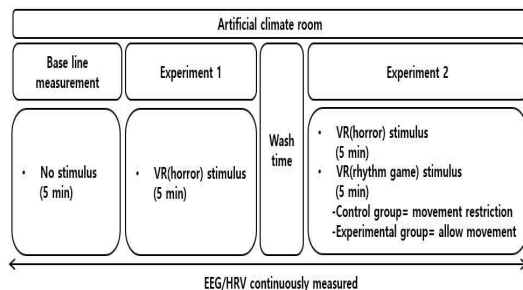 Artificial climate room
Base line
measurement
Experiment 1
Wash
time
Experiment 2
• No stimulus
(5 min)
• VR(horror) stimulus
(5 min)
• VR(horror) stimulus
(5 min)
• VR(rhythm game) stimulus
(5 min)
-Control group= movement restriction
-Experimental group= allow movement
EEG/HRV continuously measured